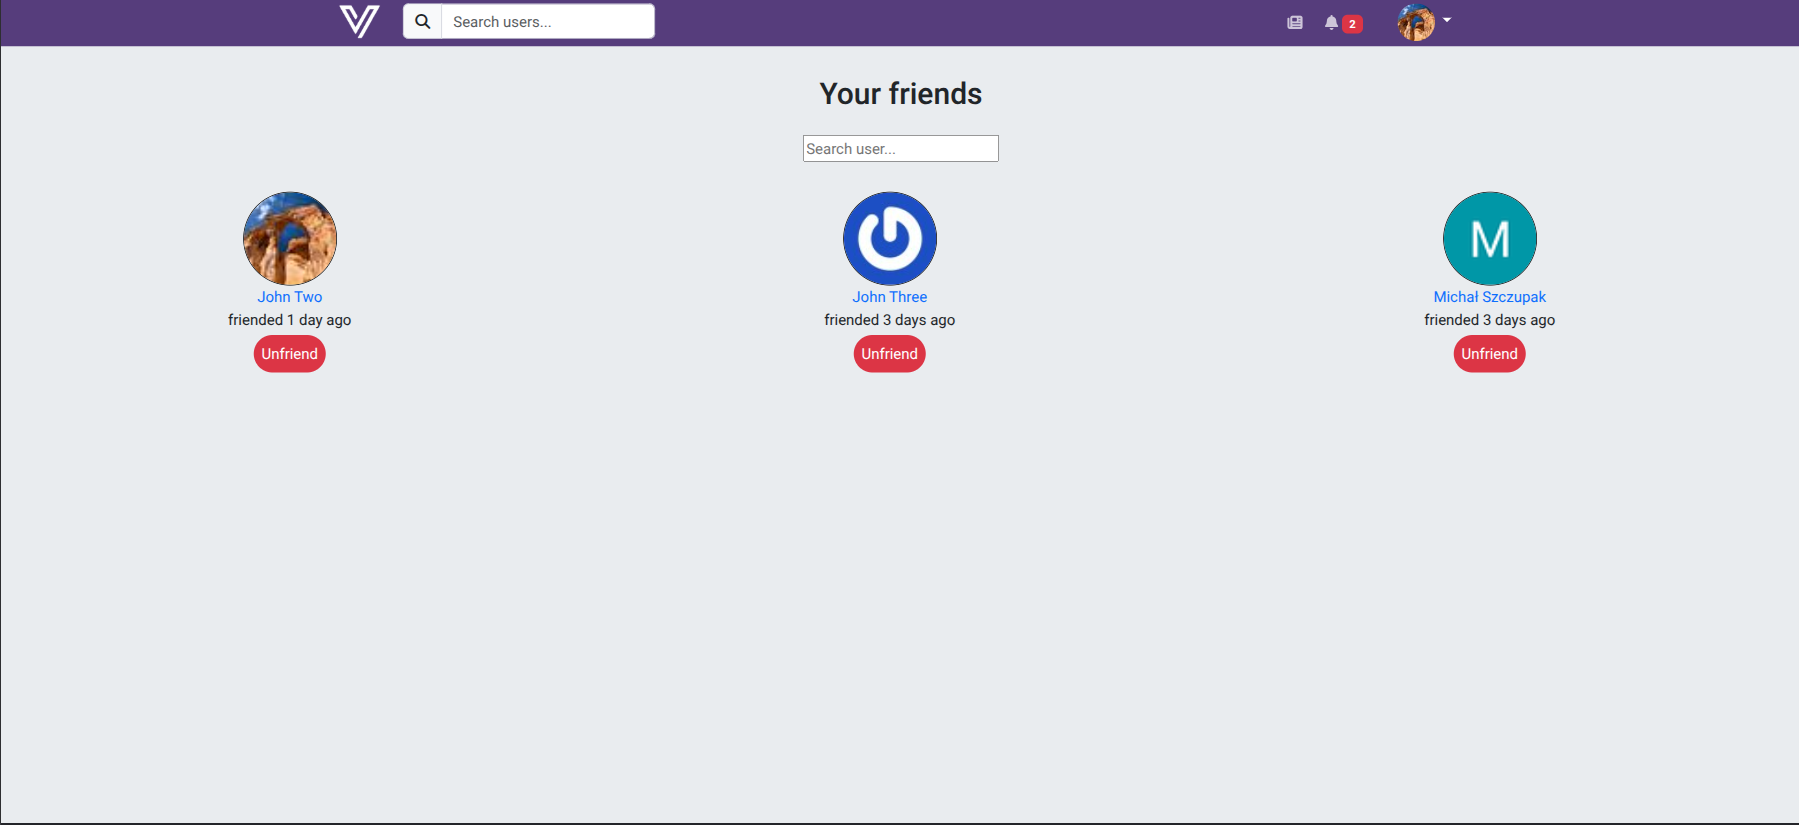 Search users...
2
Your friends
Search user...
John Two
friended 1 day ago
Unfriend
John Three
friended 3 days ago
Unfriend
M
Michał Szczupak
friended 3 days ago
Unfriend